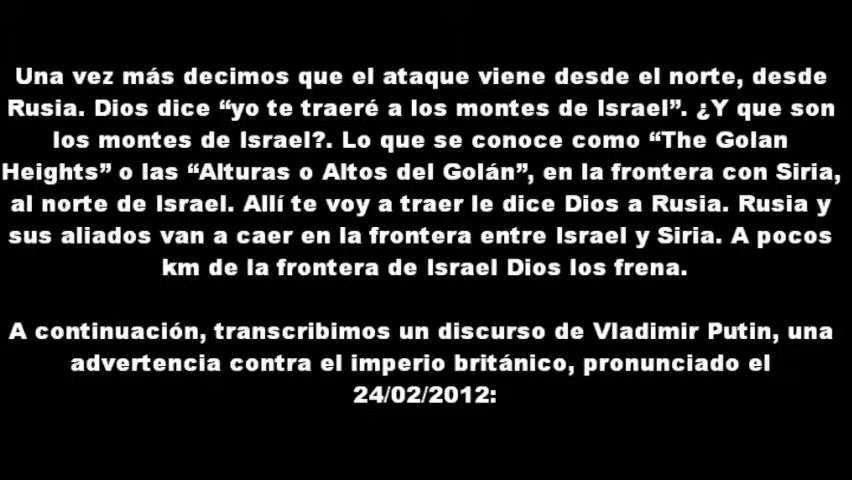 Una vez más decimos que el ataque viene desde el norte, desde
Rusia. Dios dice “yo te traeré a los montes de Israel”. ¿Y que son
los montes de Israel?. Lo que se conoce como “The Golan
Heights” o las “Alturas o Altos del Golán”, en la frontera con Siria,
al norte de Israel. Allí te voy a traer le dice Dios a Rusia. Rusia y
sus aliados van a caer en la frontera entre Israel y Siria. A pocos
km de la frontera de Israel Dios los frena.
A continuación, transcribimos un discurso de Vladimir Putin, una
advertencia contra el imperio británico, pronunciado el
24/02/2012: